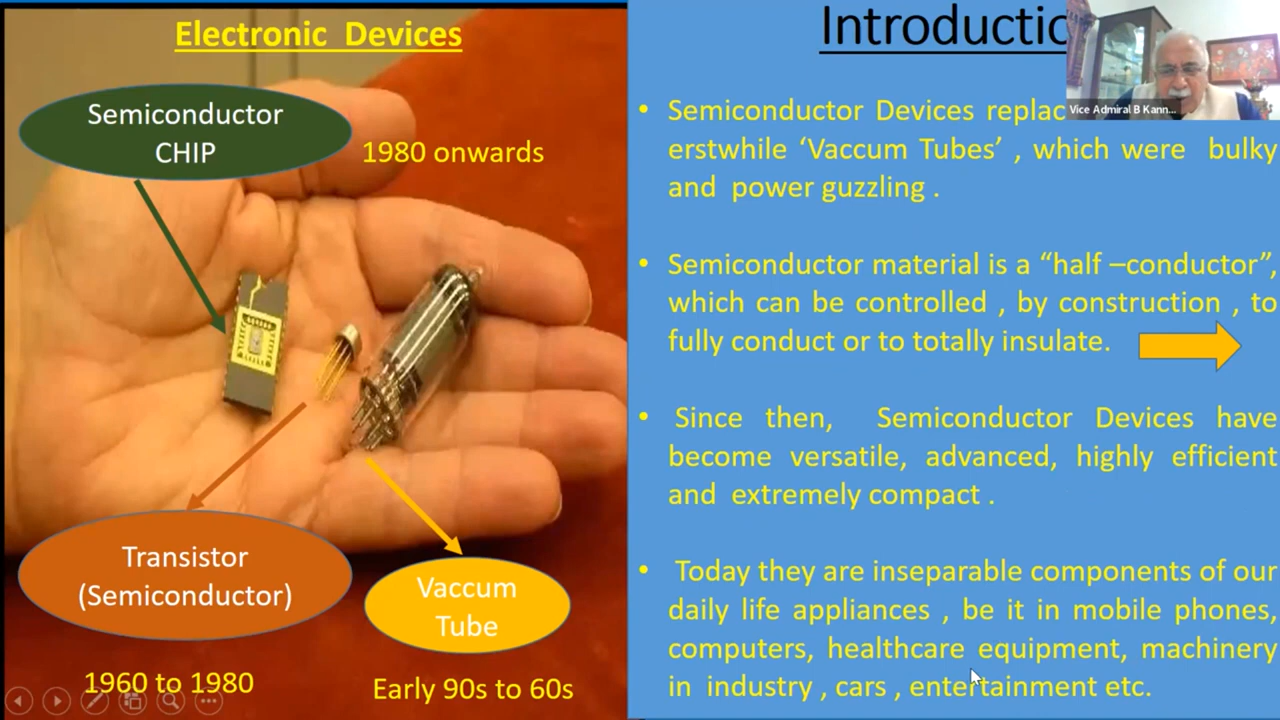 Electronic Devices
Semiconductor
CHIP
1980 onwards
Transistor
(Semiconductor)
1960 to 1980
Vaccum
Tube
Early 90s to 60s
Semiconductor Devices
erstwhile ‘Vaccum Tubes’ , which were bulky
and power guzzling .
Semiconductor material is a “half –conductor”,
which can be controlled , by construction , to
fully conduct or to totally insulate.
Since then, Semiconductor Devices have
become versatile, advanced, highly efficient
and extremely compact .
Today they are inseparable components of our
daily life appliances , be it in mobile phones,
computers, healthcare equipment, machinery
in industry , cars , entertainment etc.
Vice Admiral B Kann...